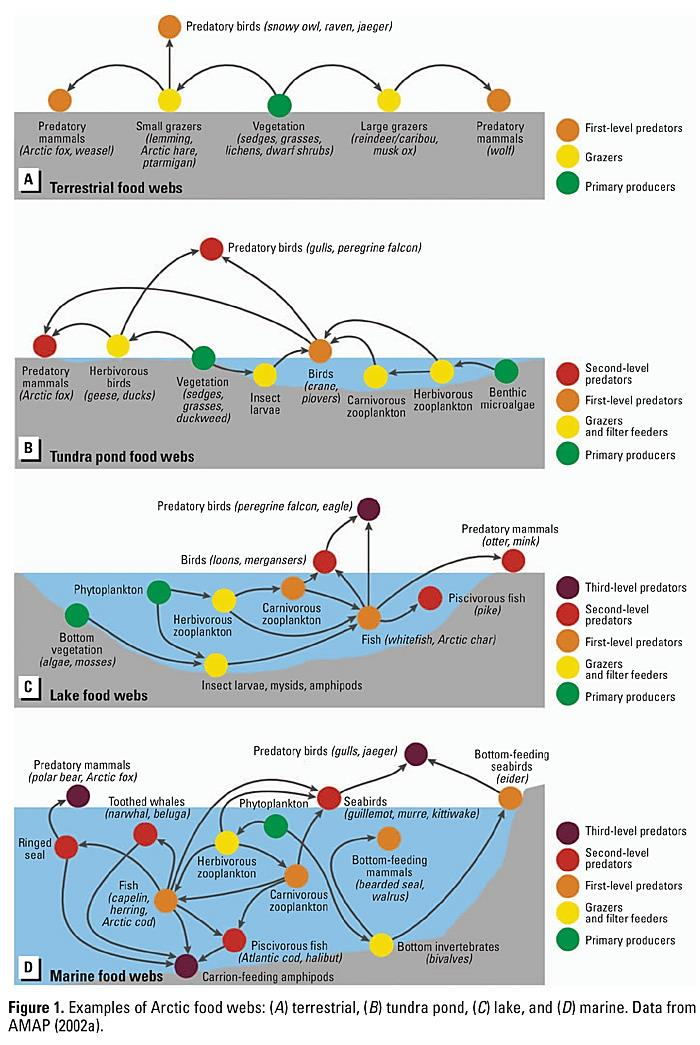 Predatory birds (snowy owl, raven, jaeger)
Predatory
mammals
(Arctic fox, weasel)
Small grazers
(lemming,
Arctic hare,
ptarmigan)
Vegetation
(sedges, grasses,
lichens, dwarf shrubs)
Large grazers
(reindeer/caribou,
musk ox)
Predatory
mammals
(wolf)
First-level predators
Grazers
Primary producers
A Terrestrial food webs
Predatory birds (gulls, peregrine falcon)
Predatory
mammals
(Arctic fox)
Herbivorous
birds
(geese, ducks)
Vegetation
(sedges,
grasses,
duckweed)
Insect
larvae
Birds
(crane,
plovers)
Carnivorous
zooplankton
Herbivorous
zooplankton
Benthic
microalgae
Second-level
predators
First-level predators
Grazers
and filter feeders
Primary producers
B Tundra pond food webs
Predatory birds (peregrine falcon, eagle)
Predatory mammals
(otter, mink)
Birds (loons, mergansers)
Phytoplankton
Herbivorous
zooplankton
Carnivorous
zooplankton
Piscivorous fish
(pike)
Bottom
vegetation
(algae, mosses)
Fish (whitefish, Arctic char)
Insect larvae, mysids, amphipods
Third-level predators
Second-level
predators
First-level predators
Grazers
and filter feeders
Primary producers
C Lake food webs
Predatory birds (gulls, jaeger)
Bottom-feeding
seabirds
(eider)
Predatory mammals
(polar bear, Arctic fox)
Toothed whales
(narwhal, beluga)
Phytoplankton
Seabirds
(guillemot, murre, kittiwake)
Ringed
seal
Herbivorous
zooplankton
Bottom-feeding
mammals
(bearded seal,
walrus)
Fish
(capelin,
herring,
Arctic cod)
Carnivorous
zooplankton
Piscivorous fish
(Atlantic cod, halibut)
Bottom invertebrates
(bivalves)
Carrion-feeding amphipods
Third-level predators
Second-level
predators
First-level predators
Grazers
and filter feeders
Primary producers
D Marine food webs
Figure 1. Examples of Arctic food webs: (A) terrestrial, (B) tundra pond, (C) lake, and (D) marine. Data from
AMAP (2002a).